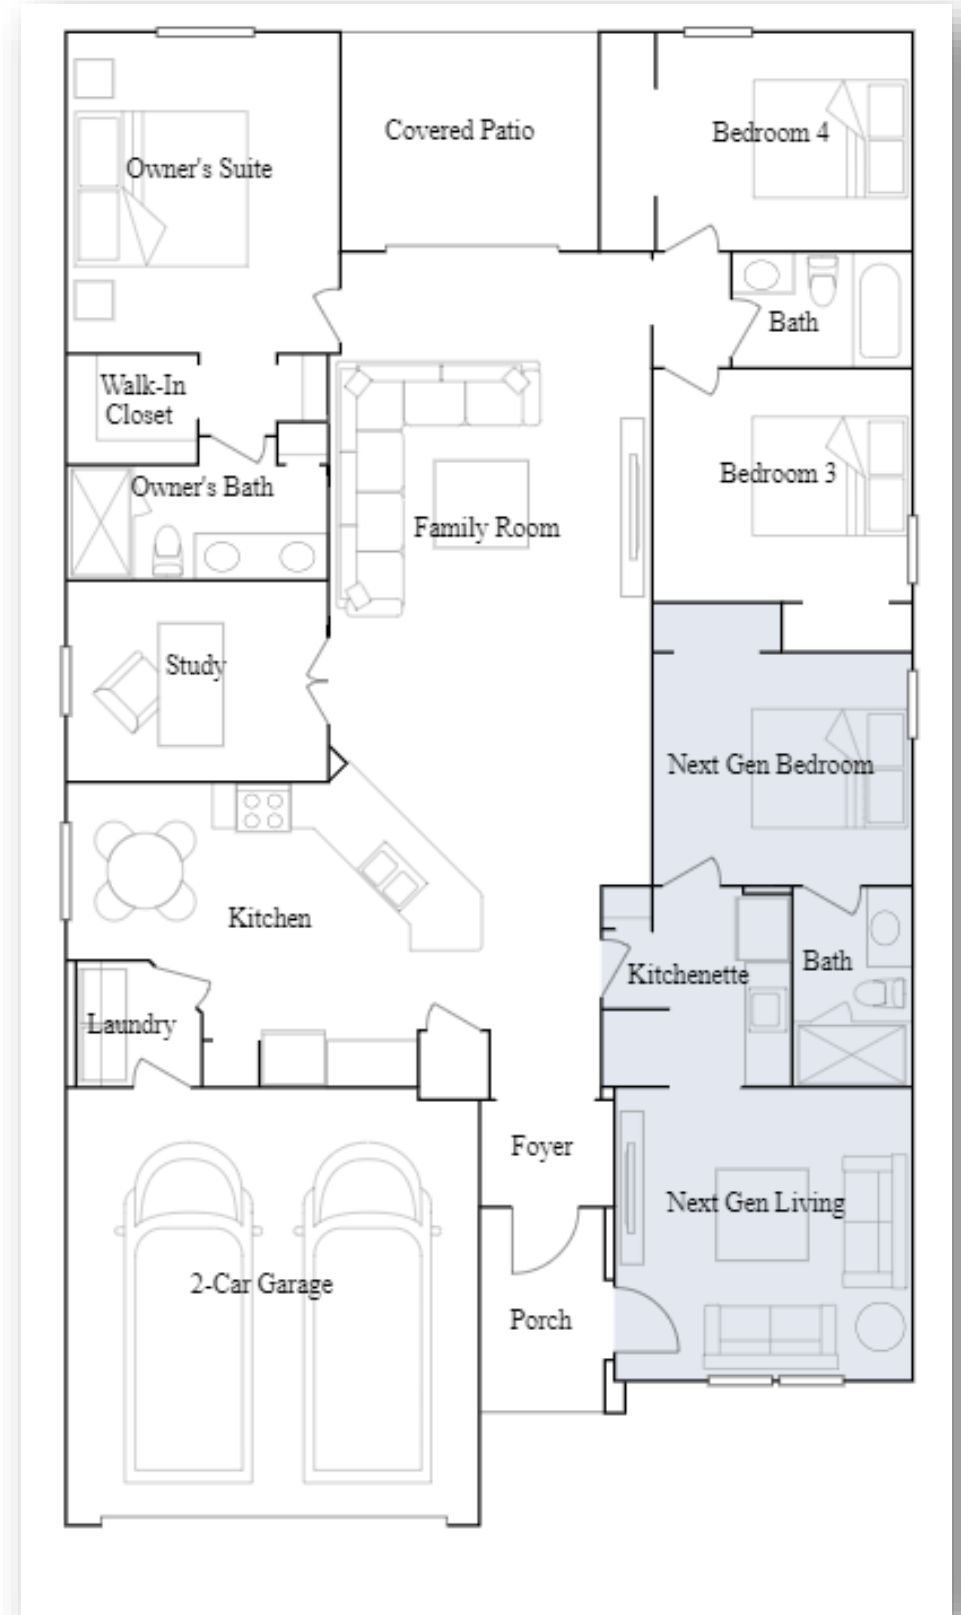 Covered Patio
Bedroom 4
Owner's Suite
Bath
Walk-In
Closet
Bedroom 3
Owner's Bath
Family Room
Study
Next Gen Bedroom
Kitchen
Bath
Kitchenette
Laundry
Foyer
Next Gen Living
2-Car Garage
Porch